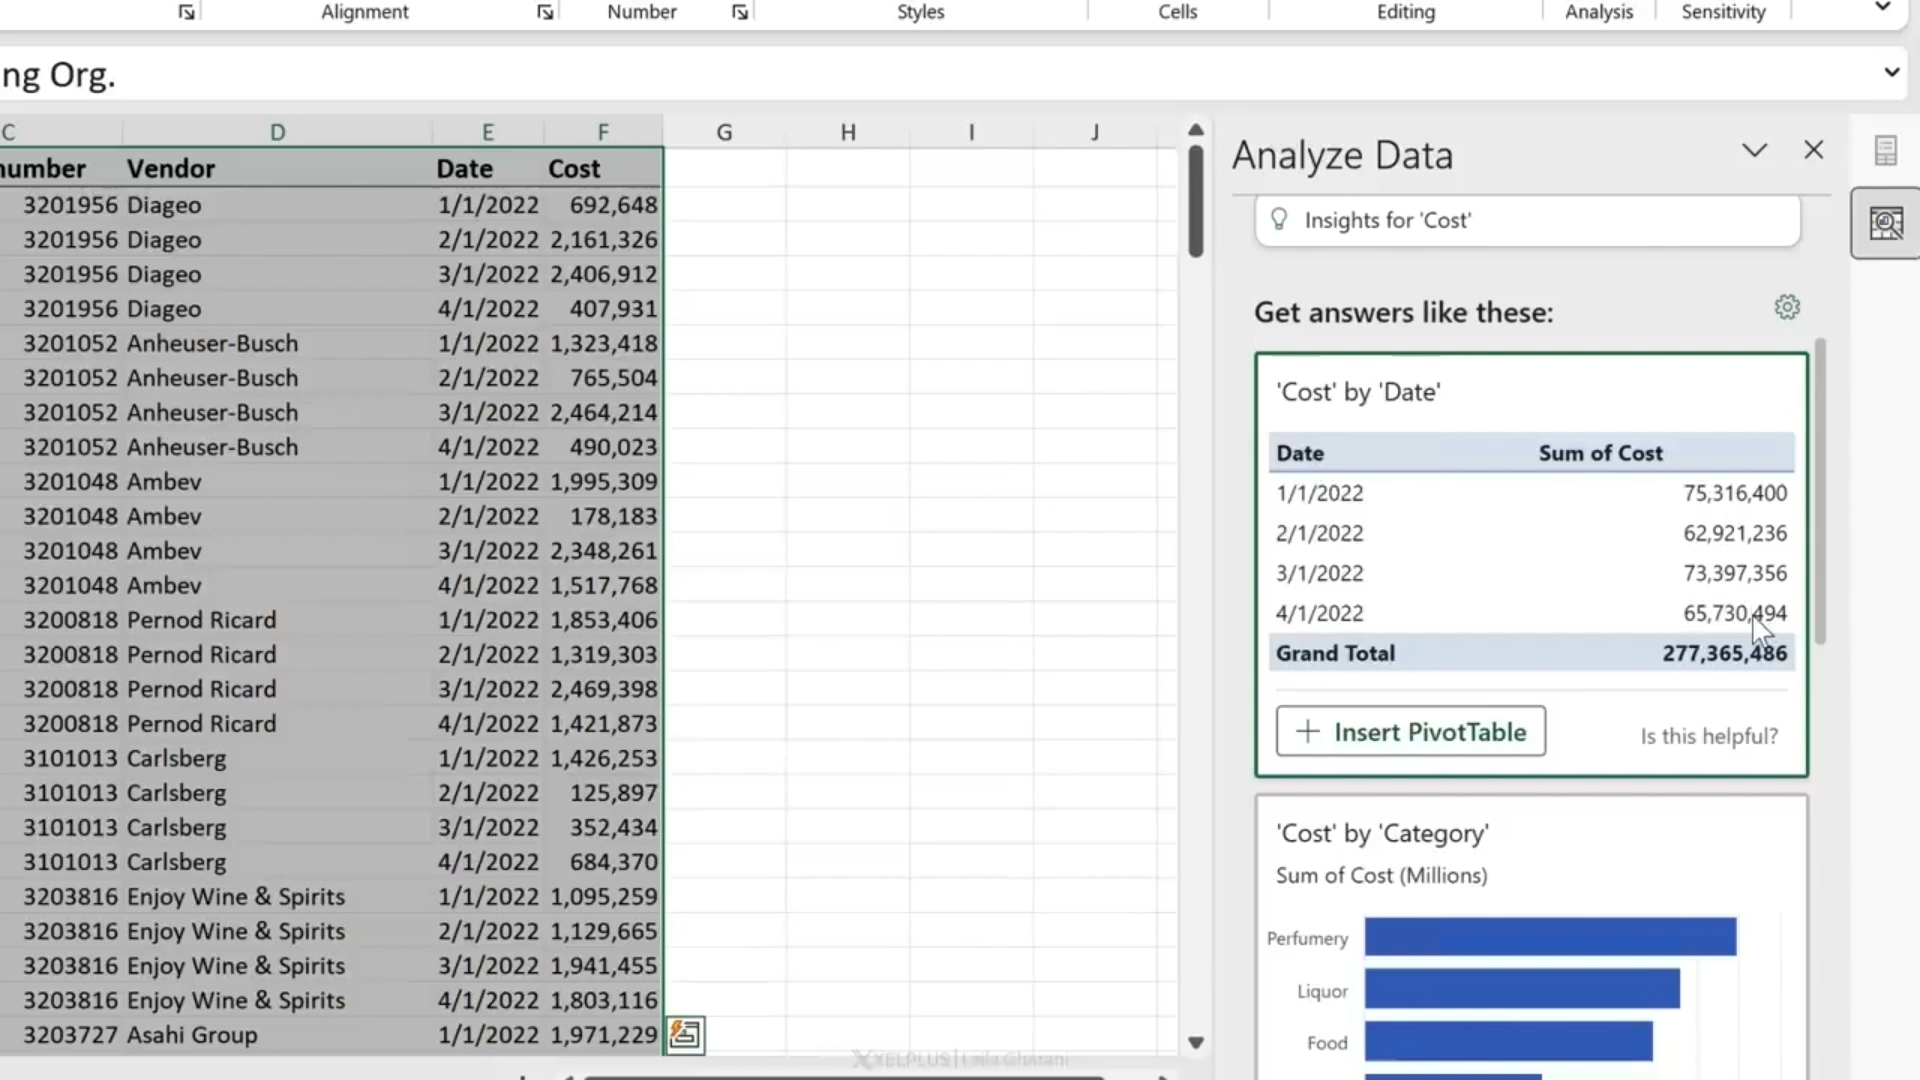 Alignment Number Styles Cells Editing Analysis Sensitivity
ng Org.
C D E F G H I J
number Vendor Date Cost
3201956 Diageo 1/1/2022 692,648
3201956 Diageo 2/1/2022 2,161,326
3201956 Diageo 3/1/2022 2,406,912
3201956 Diageo 4/1/2022 407,931
3201052 Anheuser-Busch 1/1/2022 1,323,418
3201052 Anheuser-Busch 2/1/2022 765,504
3201052 Anheuser-Busch 3/1/2022 2,464,214
3201052 Anheuser-Busch 4/1/2022 490,023
3201048 Ambev 1/1/2022 1,995,309
3201048 Ambev 2/1/2022 178,183
3201048 Ambev 3/1/2022 2,348,261
3201048 Ambev 4/1/2022 1,517,768
3200818 Pernod Ricard 1/1/2022 1,853,406
3200818 Pernod Ricard 2/1/2022 1,319,303
3200818 Pernod Ricard 3/1/2022 2,469,398
3200818 Pernod Ricard 4/1/2022 1,421,873
3101013 Carlsberg 1/1/2022 1,426,253
3101013 Carlsberg 2/1/2022 125,897
3101013 Carlsberg 3/1/2022 352,434
3101013 Carlsberg 4/1/2022 684,370
3203816 Enjoy Wine & Spirits 1/1/2022 1,095,259
3203816 Enjoy Wine & Spirits 2/1/2022 1,129,665
3203816 Enjoy Wine & Spirits 3/1/2022 1,941,455
3203816 Enjoy Wine & Spirits 4/1/2022 1,803,116
3203727 Asahi Group 1/1/2022 1,971,229
XELPLUS | Leila Gharani
Analyze Data
Insights for 'Cost'
Get answers like these:
'Cost' by 'Date'
Date Sum of Cost
1/1/2022 75,316,400
2/1/2022 62,921,236
3/1/2022 73,397,356
4/1/2022 65,730,494
Grand Total 277,365,486
Insert PivotTable Is this helpful?
'Cost' by 'Category'
Sum of Cost (Millions)
Perfumery
Liquor
Food